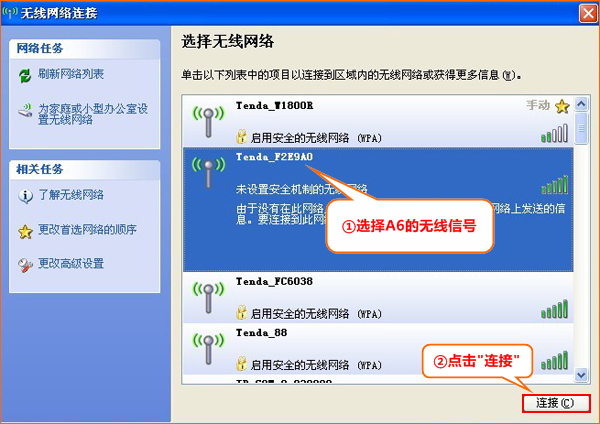 无线网络连接
网络任务
刷新网络列表
为家庭或小型办公室设
置无线网络
相关任务
了解无线网络
更改首选网络的顺序
更改高级设置
选择无线网络
单击以下列表中的项目以连接到区域内的无线网络或获得更多信息(W)。
Tenda_W1800R
手动
启用安全的无线网络 (WPA)
Tenda_F2E9A0
未设置安全机制的无线网络
由于没有在此网络 网络上发送的信
息。要连接到此网
①选择A6的无线信号
Tenda_FC6038
启用安全的无线网络 (WPA)
Tenda_88
启用安全的无线网络 (WPA)
②点击"连接"
连接(C)